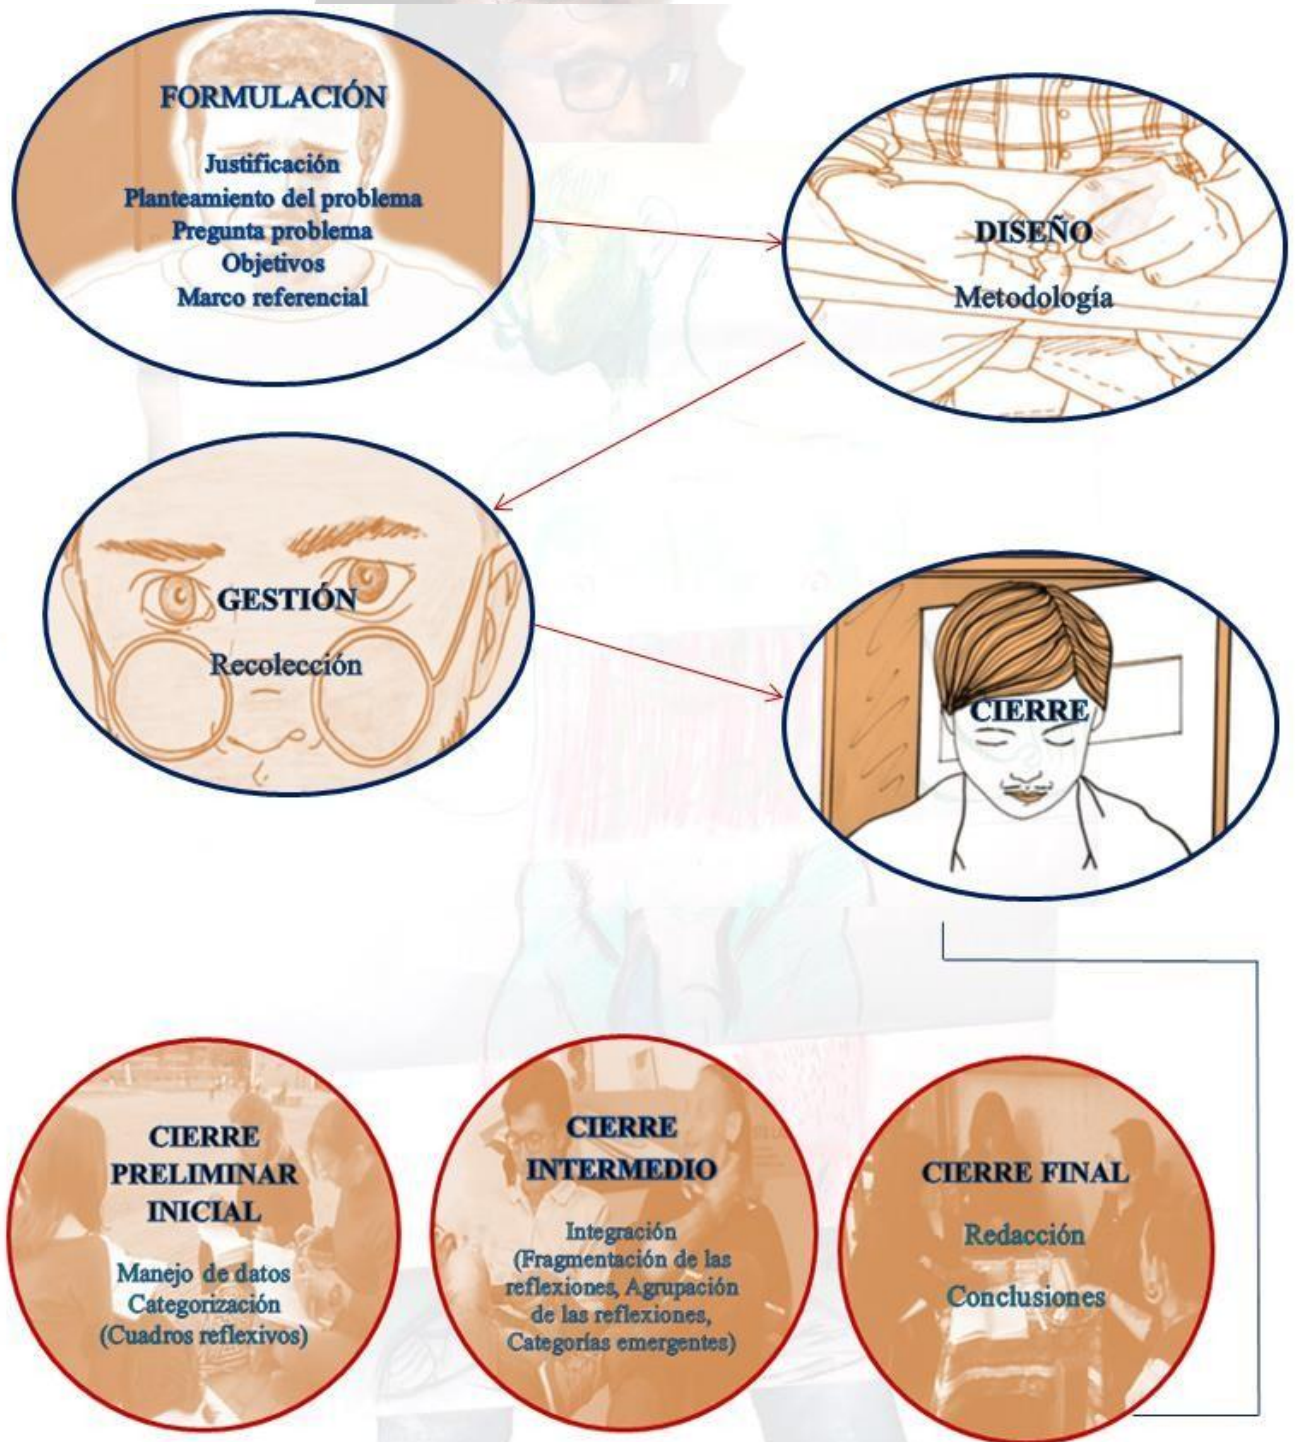 FORMULACIÓN
Justificación
Planteamiento del problema
Pregunta problema
Objetivos
Marco referencial
DISEÑO
Metodología
GESTIÓN
Recolección
CIERRE
CIERRE
PRELIMINAR
INICIAL
Manejo de datos
Categorización
(Cuadros reflexivos)
CIERRE
INTERMEDIO
Integración
(Fragmentación de las
reflexiones, Agrupación
de las reflexiones,
Categorías emergentes)
CIERRE FINAL
Redacción
Conclusiones